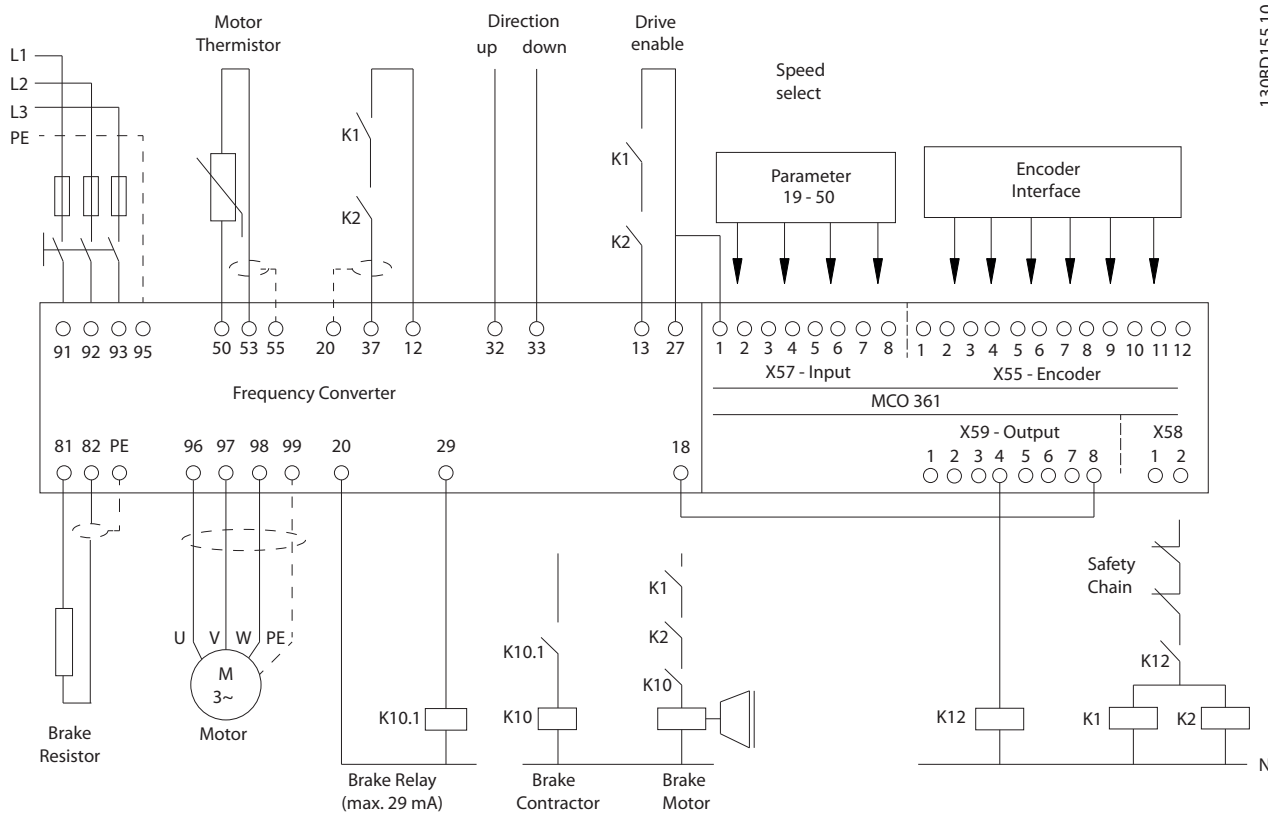 130BD155.10
Motor
Thermistor
Direction
up down
Drive
enable
Speed
select
L1
L2
L3
PE
K1
K2
K1
K2
Parameter
19 - 50
Encoder
Interface
91 92 93 95 50 53 55 20 37 12 32 33 13 27 1 2 3 4 5 6 7 8 1 2 3 4 5 6 7 8 9 10 11 12
X57 - Input X55 - Encoder
Frequency Converter
MCO 361
X59 - Output X58
81 82 PE 96 97 98 99 20 29 18 1 2 3 4 5 6 7 8 1 2
Safety
Chain
K1
K2
K10
K10.1
K12
U V W PE
M
3~
K10.1
K10
K12
K1
K2
Brake
Resistor
Motor
Brake Relay
(max. 29 mA)
Brake
Contractor
Brake
Motor
N